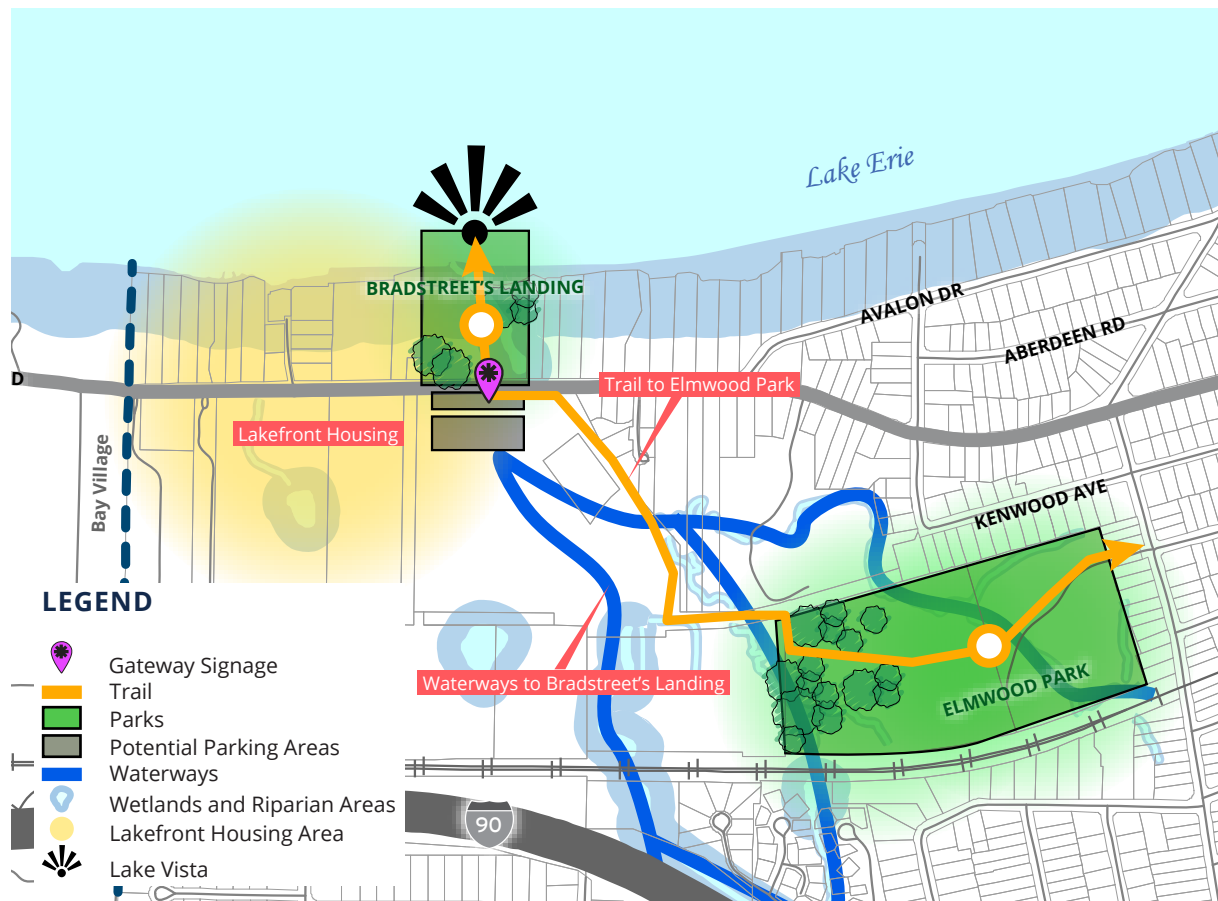 Lake Erie
BRADSTREET'S LANDING
AVALON DR
ABERDEEN RD
D
Trail to Elmwood Park
Lakefront Housing
Bay Village
KENWOOD AVE
LEGEND
Gateway Signage
Trail
Parks
Potential Parking Areas
Waterways
Wetlands and Riparian Areas
Lakefront Housing Area
Lake Vista
Waterways to Bradstreet's Landing
ELMWOOD PARK
90